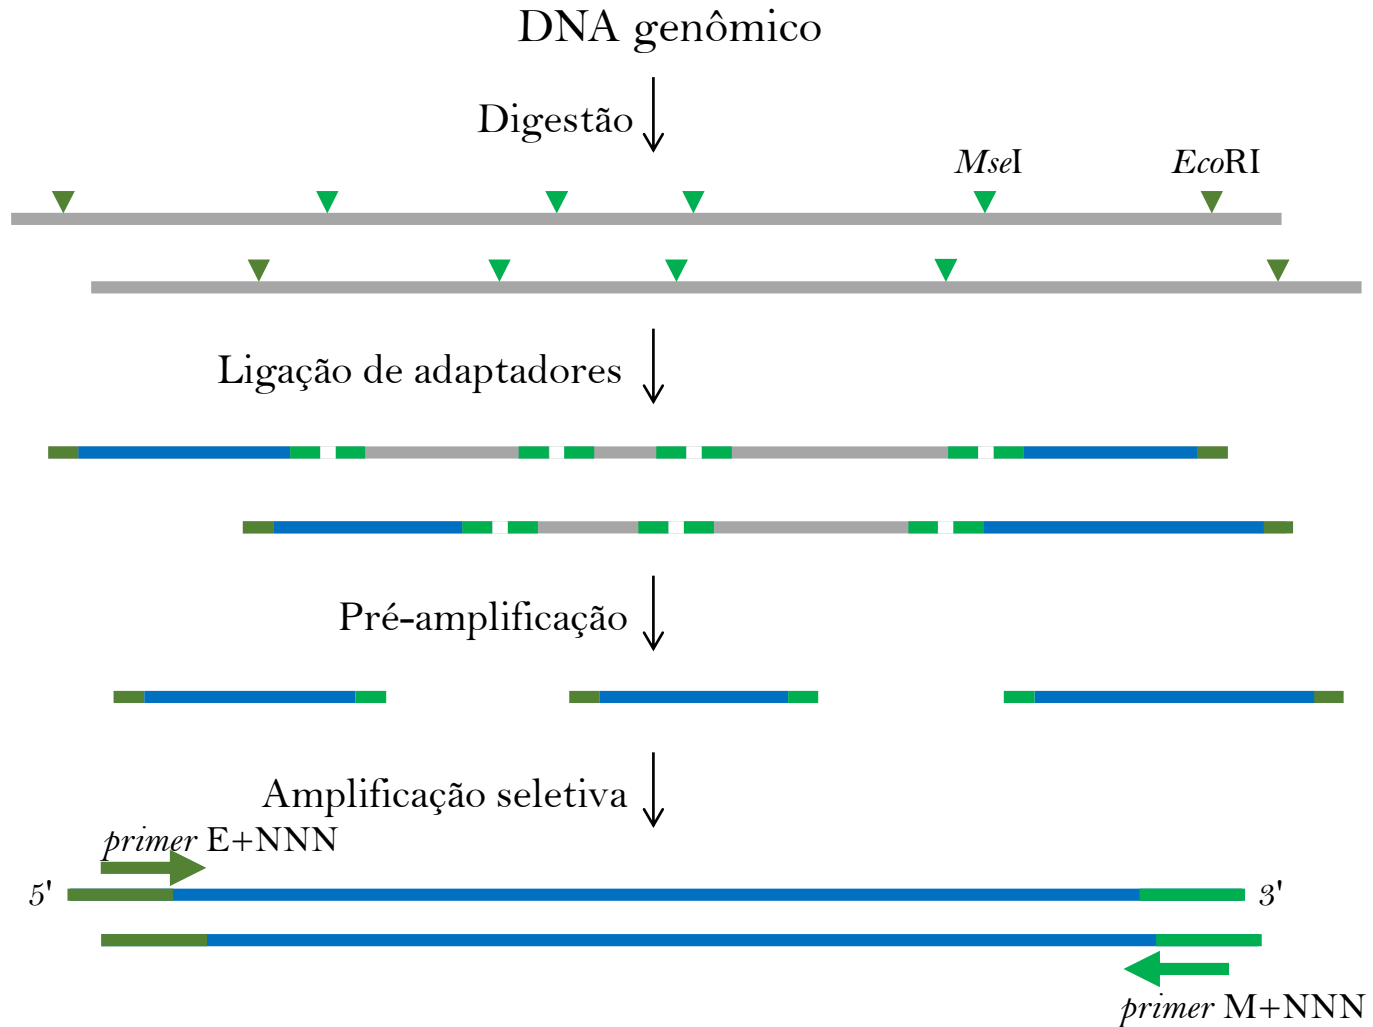 DNA genômico
Digestão
MseI
EcoRI
Ligação de adaptadores
Pré-amplificação
Amplificação seletiva
primer E+NNN
5'
3'
primer M+NNN